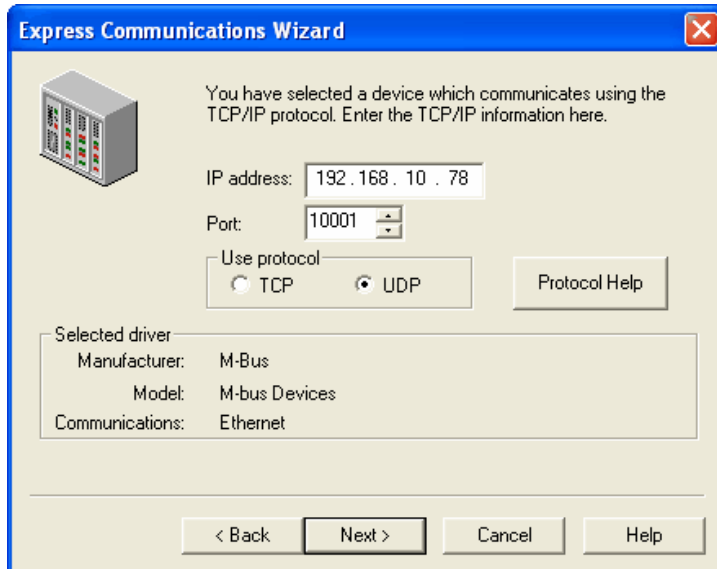 Express Communications Wizard
You have selected a device which communicates using the
TCP/IP protocol. Enter the TCP/IP information here.
IP address: 192 . 168 . 10 . 78
Port: 10001
Use protocol
TCP UDP
Protocol Help
Selected driver
Manufacturer: M-Bus
Model: M-bus Devices
Communications: Ethernet
< Back Next > Cancel Help